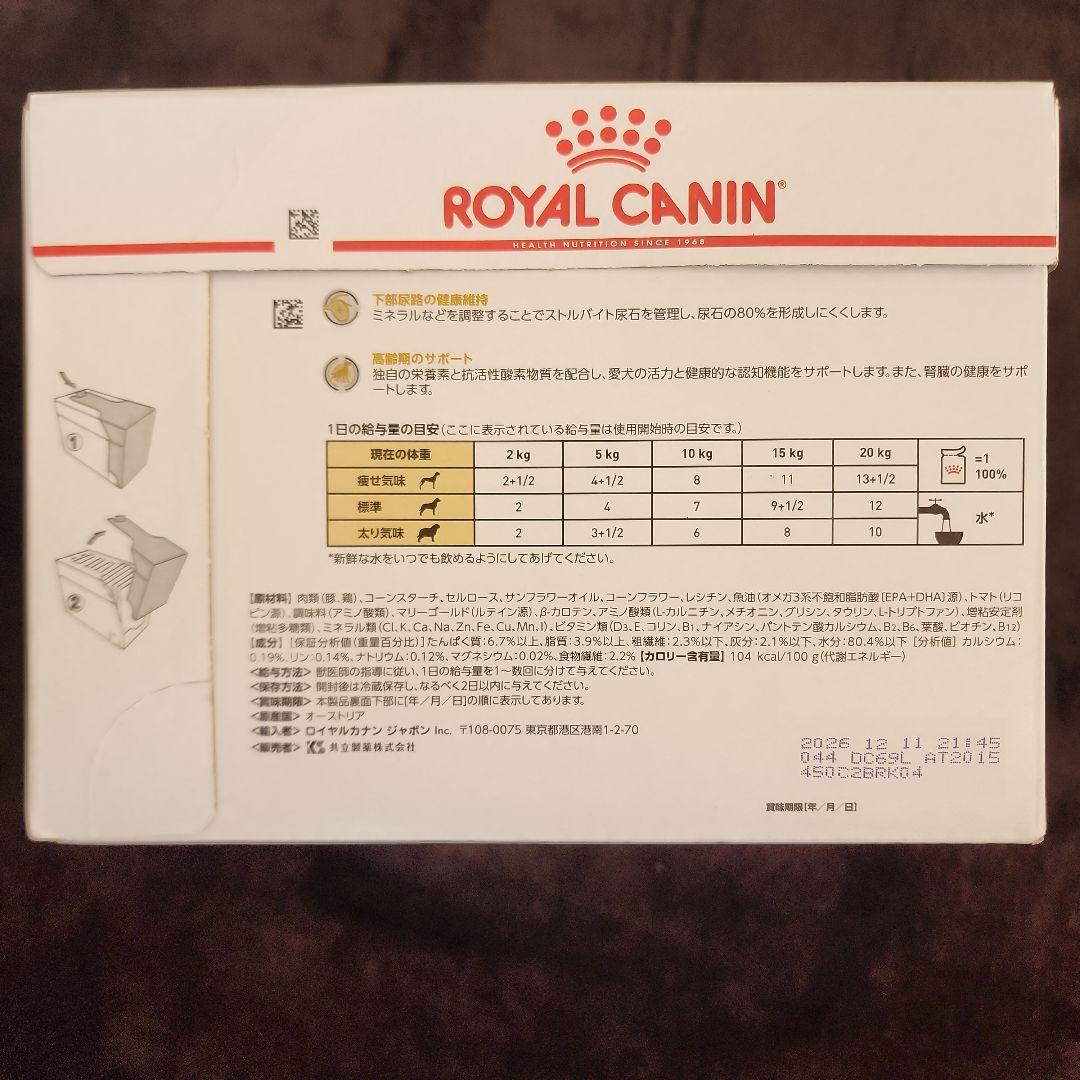 ROYAL CANIN®
HEALTH NUTRITION SINCE 1968
下部尿路の健康維持
ミネラルなどを調整することでストルバイト尿石を管理し、尿石の80%を形成しにくくします。
高齢期のサポート
独自の栄養素と抗活性酸素物質を配合し、愛犬の活力と健康的な認知機能をサポートします。また、腎臓の健康をサポ
ートします。
1日の給与量の目安(ここに表示されている給与量は使用開始時の目安です。)
現在の体重 2 kg 5 kg 10 kg 15 kg 20 kg
痩せ気味 2+1/2 4+1/2 8 11 13+1/2
標準 2 4 7 9+1/2 12
太り気味 2 3+1/2 6 8 10
=1
100%
水*
*新鮮な水をいつでも飲めるようにしてあげてください。
1
2
【原材料】肉類(豚、鶏)、コーンスターチ、セルロース、サンフラワーオイル、コーンフラワー、レシチン、魚油(オメガ3系不飽和脂肪酸[EPA+DHA]源)、トマト(リコ
ピン源)、調味料(アミノ酸類)、マリーゴールド(ルテイン源)、β-カロテン、アミノ酸類(L-カルニチン、メチオニン、グリシン、タウリン、L-トリプトファン)、増粘安定剤
(増粘多糖類)、ミネラル類(Cl、K、Ca、Na、Zn、Fe、Cu、Mn、I)、ビタミン類(D3、E、コリン、B1、ナイアシン、パントテン酸カルシウム、B2、B6、葉酸、ビオチン、B12)
【成分】[保証分析値(重量百分比)]たんぱく質:6.7%以上、脂質:3.9%以上、粗繊維:2.3%以下、灰分:2.1%以下、水分:80.4%以下 [分析値] カルシウム:
0.19%、リン:0.14%、ナトリウム:0.12%、マグネシウム:0.02%、食物繊維:2.2%【カロリー含有量】104 kcal/100 g(代謝エネルギー)
<給与方法> 獣医師の指導に従い、1日の給与量を1〜数回に分けて与えてください。
<保存方法> 開封後は冷蔵保存し、なるべく2日以内に与えてください。
<賞味期限> 本製品裏面下部に[年/月/日]の順に表示してあります。
<原産国> オーストリア
<輸入者> ロイヤルカナン ジャポン Inc. 〒108-0075 東京都港区港南1-2-70
<販売者> 共立製薬株式会社
2026 12 11 21:45
044 DC69L AT2015
450C2BRK04
賞味期限[年/月/日]